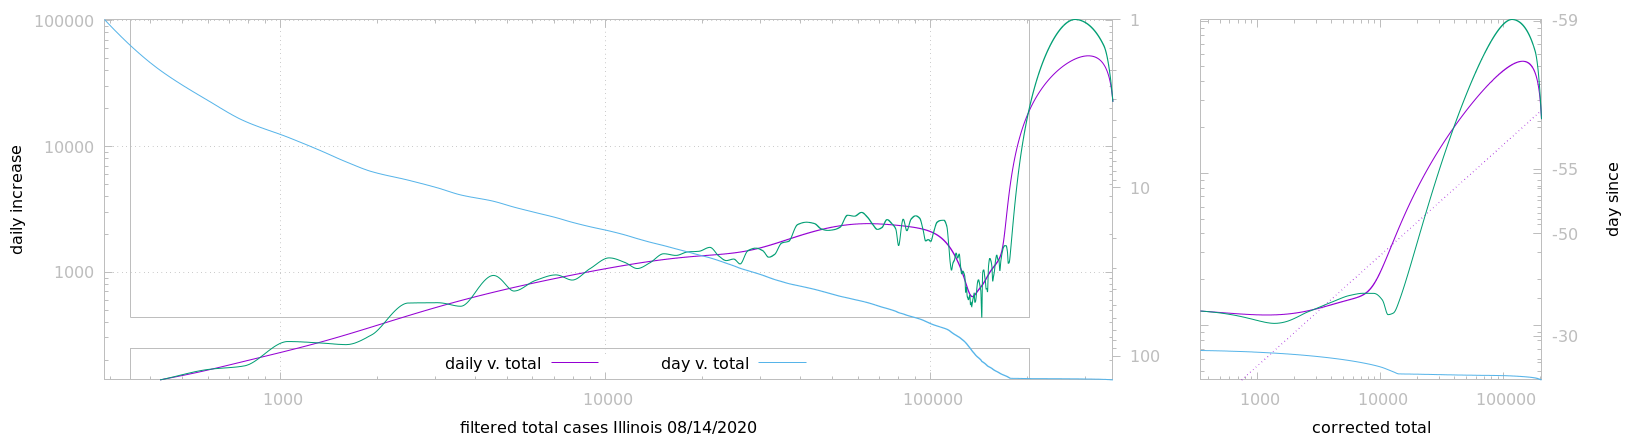 100000
10000
1000
daily increase
1
10
100
daily v. total
day v. total
1000 10000 100000
filtered total cases Illinois 08/14/2020
-59
-55
-50
-30
day since
1000 10000 100000
corrected total